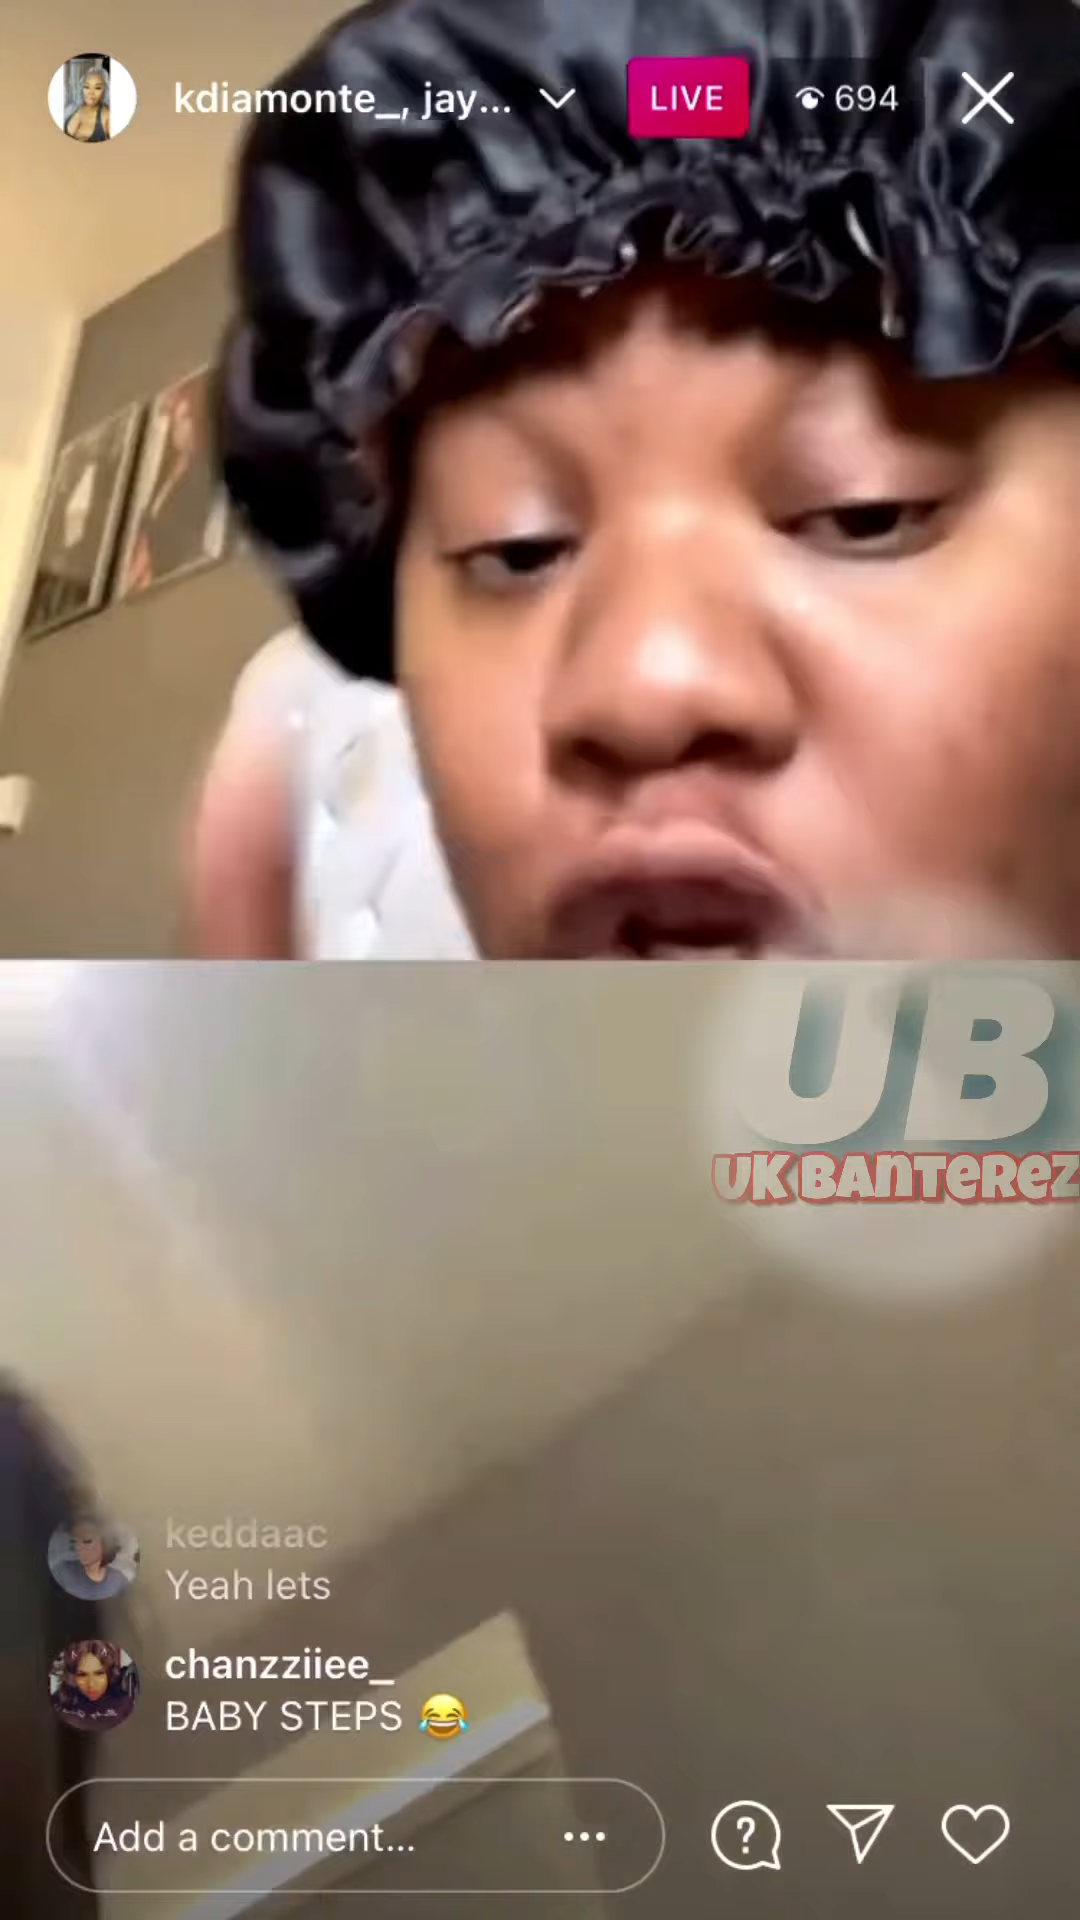 kdiamonte_, jay...
LIVE
694
UB
UK BANTEREZ
keddaac
Yeah lets
chanzziiee_
BABY STEPS 😂
Add a comment...